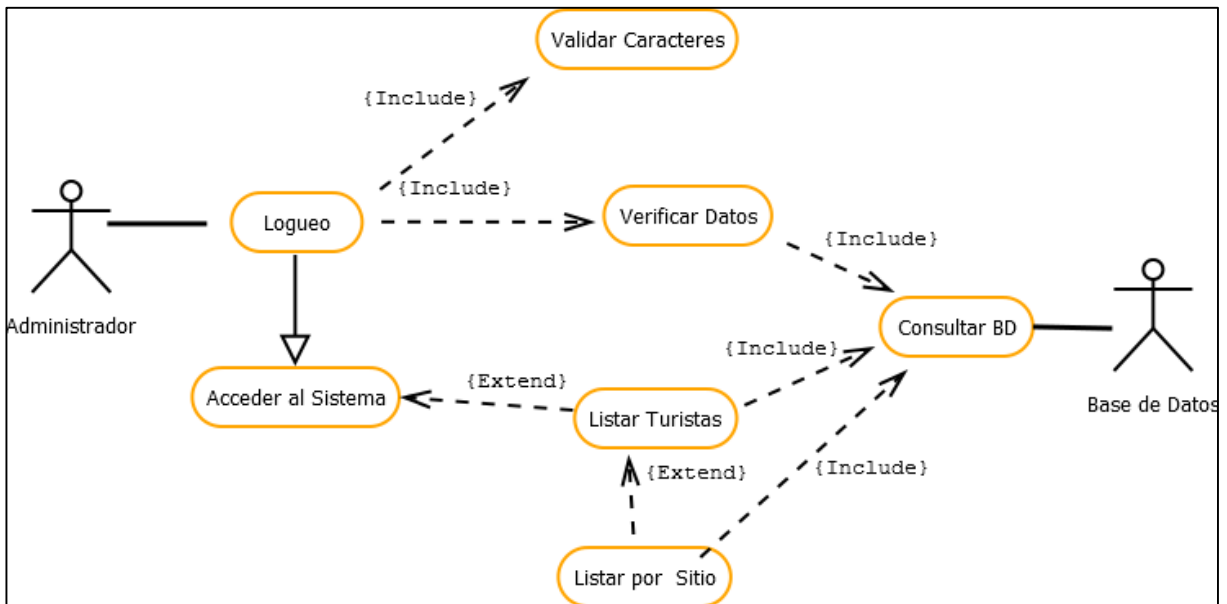 Validar Caracteres
{Include}
{Include}
Logueo
Verificar Datos
{Include}
Administrador
Consultar BD
{Include}
Base de Datos
Acceder al Sistema
{Extend}
Listar Turistas
{Extend}
{Include}
Listar por Sitio